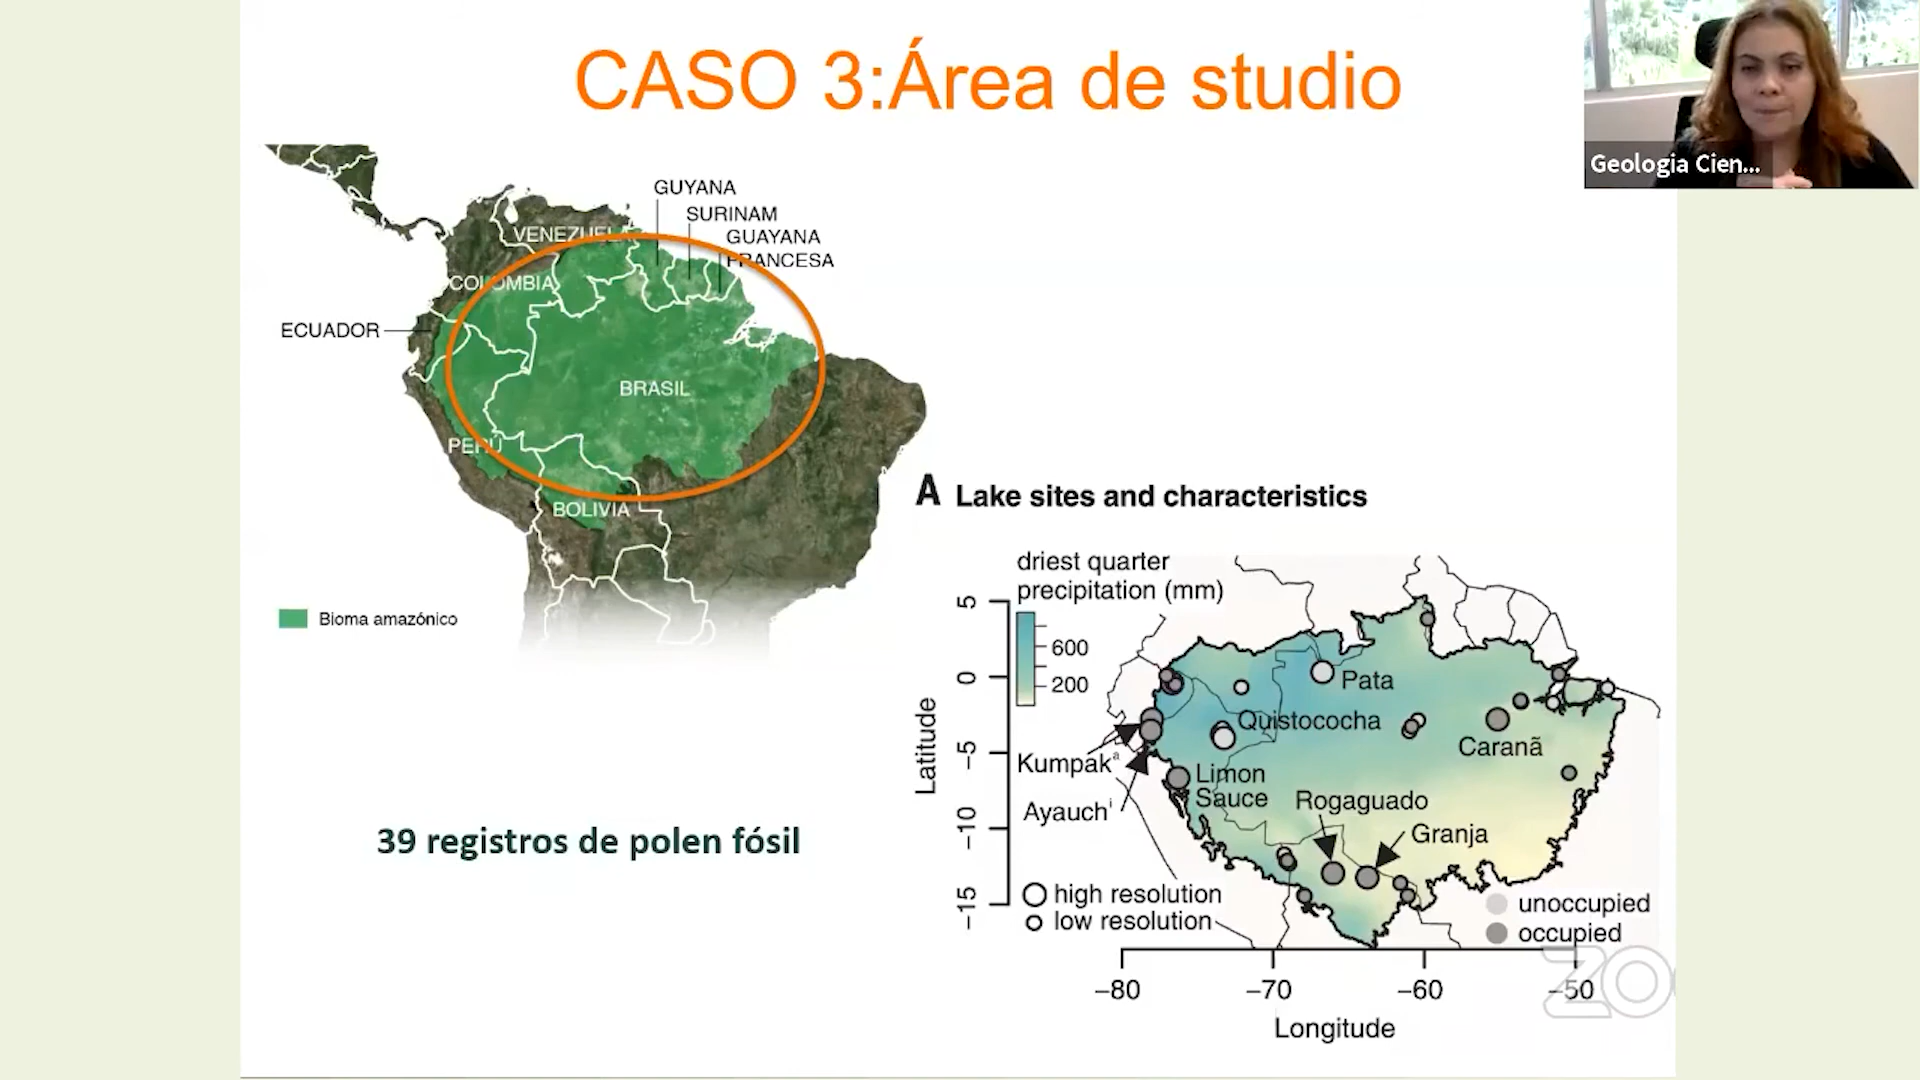 CASO 3:Área de studio
Geologia Cien...
GUYANA
SURINAM
GUAYANA
FRANCESA
VENEZUELA
COLOMBIA
ECUADOR
BRASIL
PERÚ
BOLIVIA
Bioma amazónico
39 registros de polen fósil
A Lake sites and characteristics
driest quarter
precipitation (mm)
600
200
5
0
−5
−10
−15
Latitude
Pata
Quistococha
Caranã
Kumpakᵃ
Limon
Sauce
Ayauchⁱ
Rogaguado
Granja
high resolution
low resolution
unoccupied
occupied
−80
−70
−60
−50
Longitude
ZO